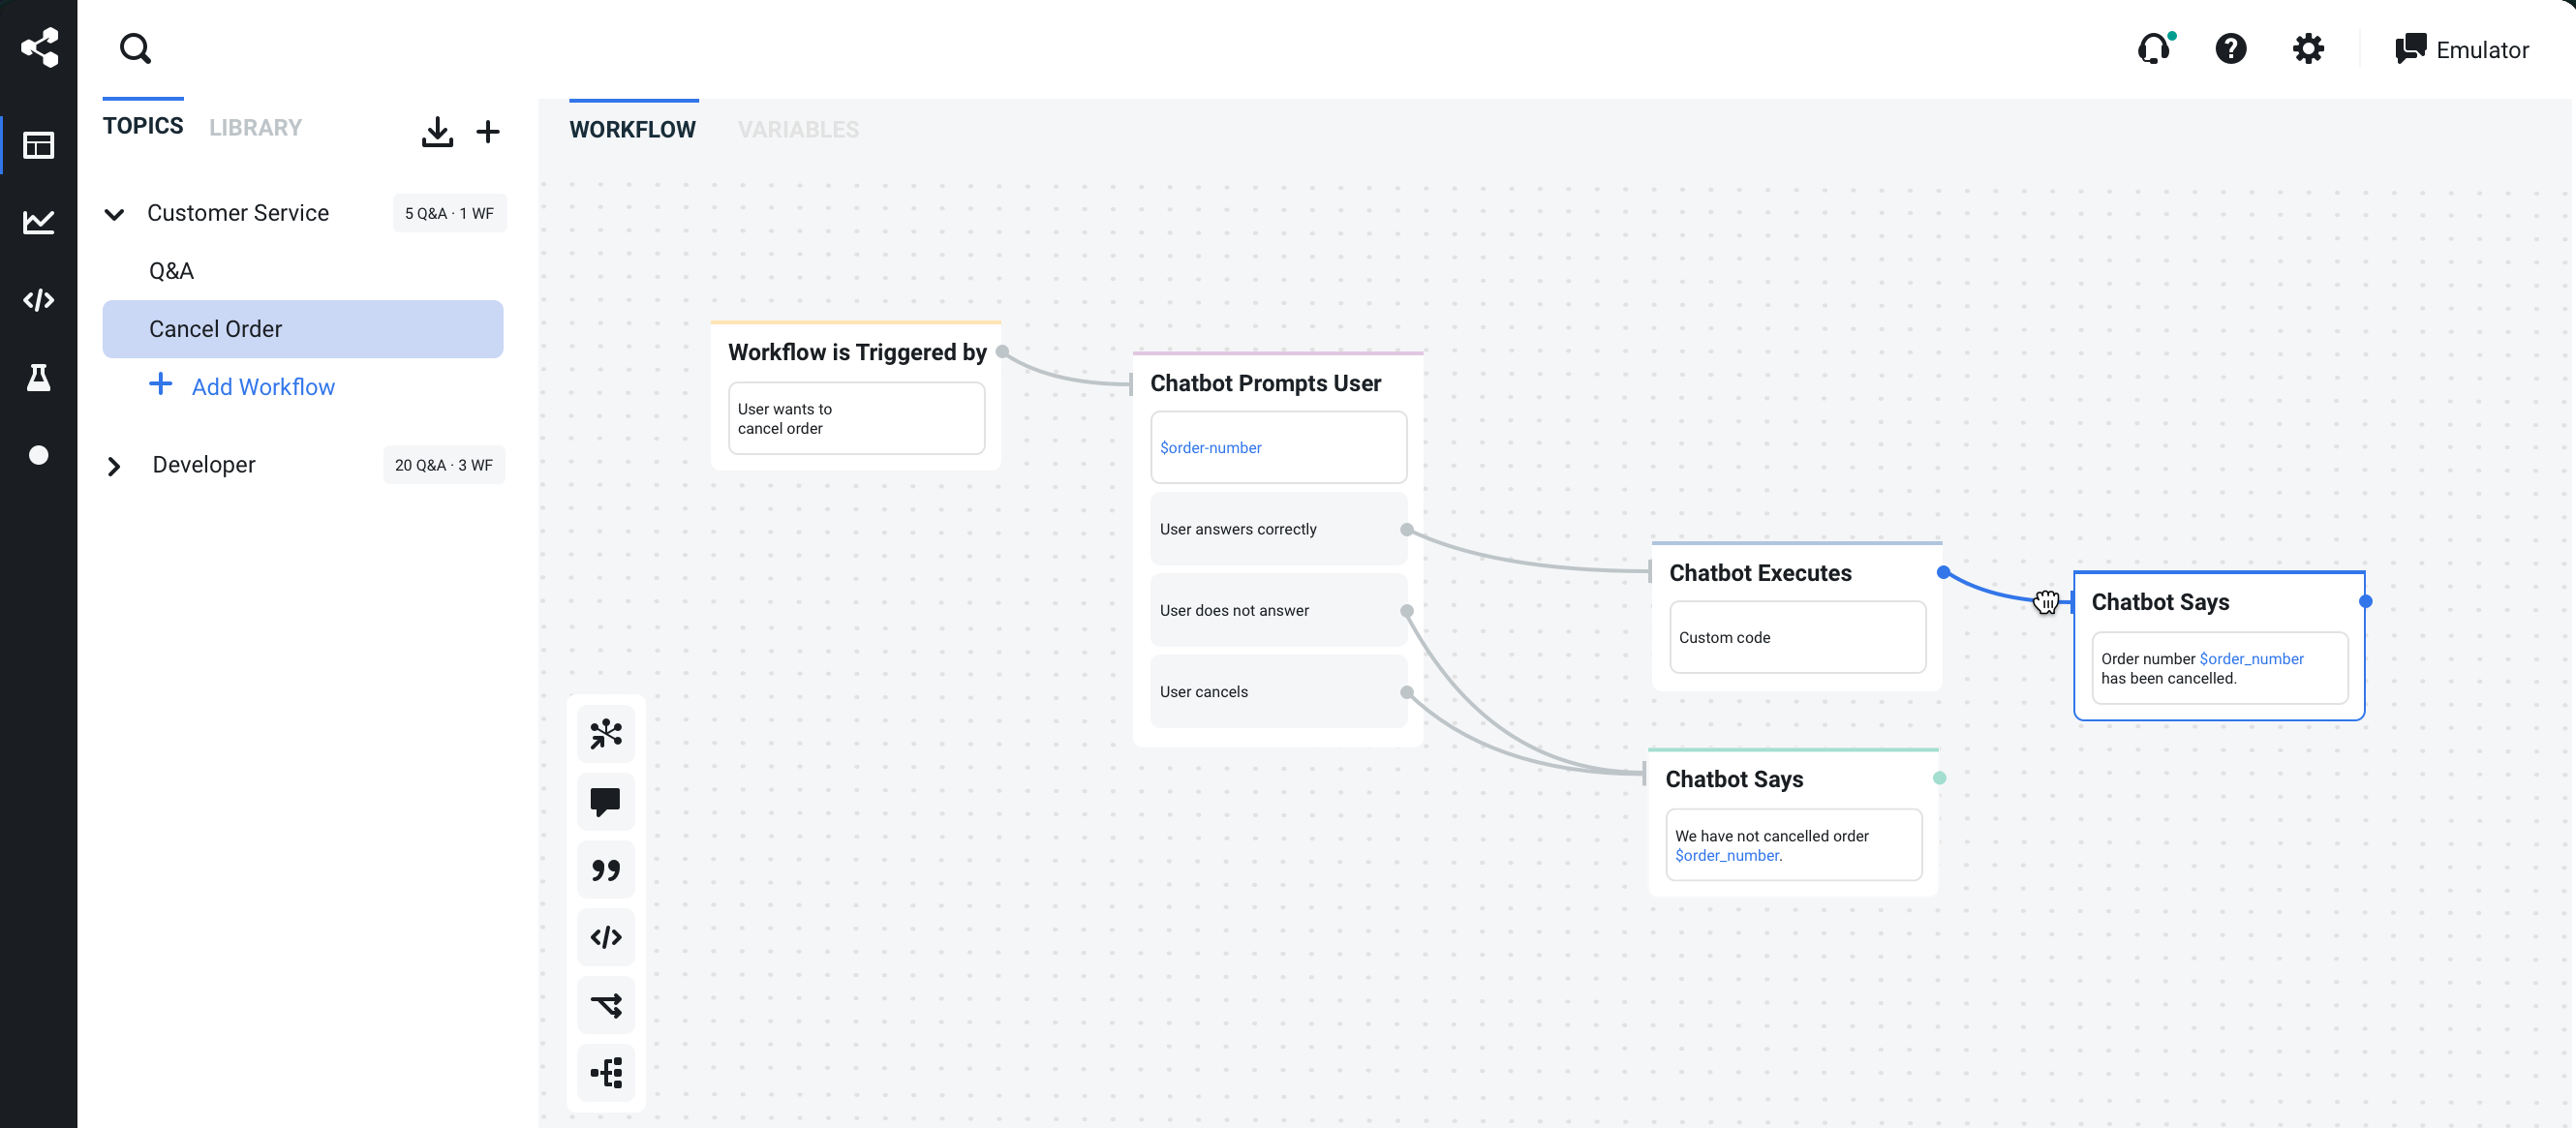 Emulator
TOPICS
LIBRARY
WORKFLOW
VARIABLES
Customer Service
5 Q&A · 1 WF
Q&A
Cancel Order
Add Workflow
Developer
20 Q&A · 3 WF
Workflow is Triggered by
User wants to
cancel order
Chatbot Prompts User
$order-number
User answers correctly
User does not answer
User cancels
Chatbot Executes
Custom code
Chatbot Says
Order number $order_number
has been cancelled.
Chatbot Says
We have not cancelled order
$order_number.